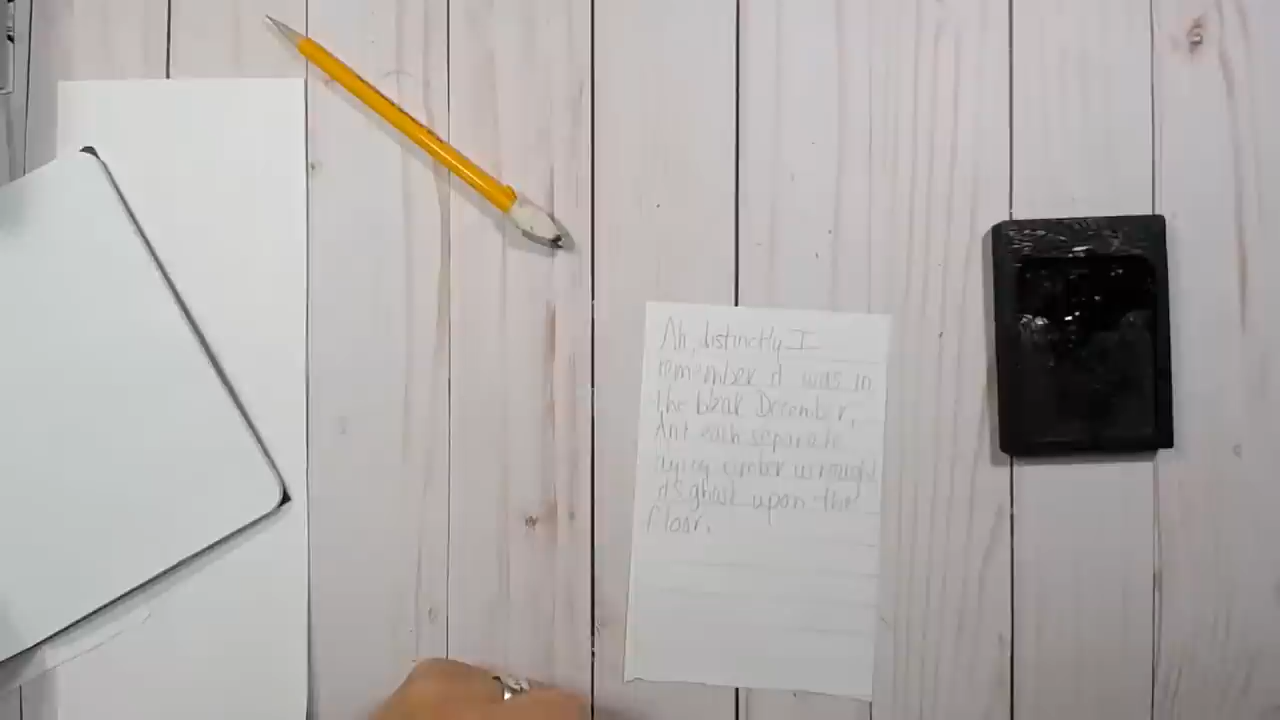 Ah, distinctly I
remember it was in
the bleak December,
And each separate
dying ember wrought
its ghost upon the
floor.